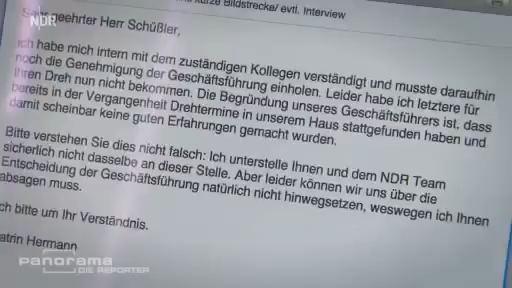 NDR
kurze Bildstrecke/ evtl. Interview
Sehr geehrter Herr Schüßler,
ich habe mich intern mit dem zuständigen Kollegen verständigt und musste daraufhin
noch die Genehmigung der Geschäftsführung einholen. Leider habe ich letztere für
Ihren Dreh nun nicht bekommen. Die Begründung unseres Geschäftsführers ist, dass
bereits in der Vergangenheit Drehtermine in unserem Haus stattgefunden haben und
damit scheinbar keine guten Erfahrungen gemacht wurden.
Bitte verstehen Sie dies nicht falsch: Ich unterstelle Ihnen und dem NDR Team
sicherlich nicht dasselbe an dieser Stelle. Aber leider können wir uns über die
Entscheidung der Geschäftsführung natürlich nicht hinwegsetzen, weswegen ich Ihnen
absagen muss.
ch bitte um Ihr Verständnis.
atrin Hermann
panorama
DIE REPORTER